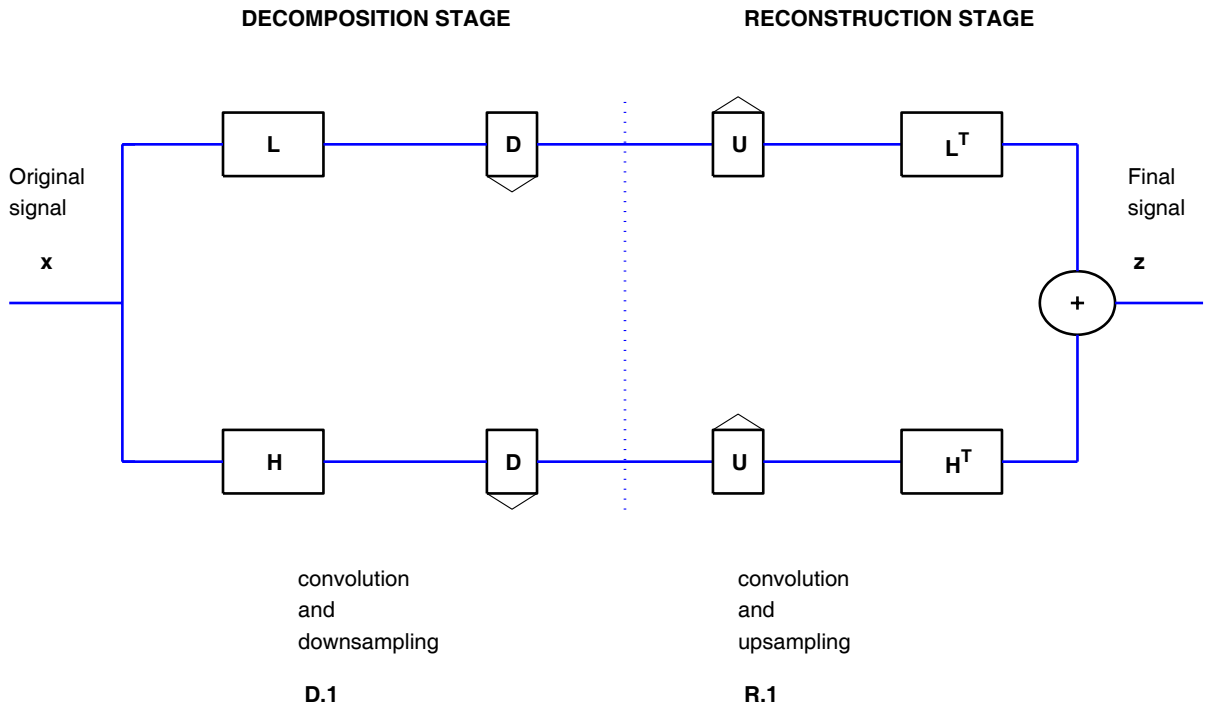 DECOMPOSITION STAGE
RECONSTRUCTION STAGE
L
D
U
L^T
Original
signal
x
Final
signal
z
+
H
D
U
H^T
convolution
and
downsampling
D.1
convolution
and
upsampling
R.1